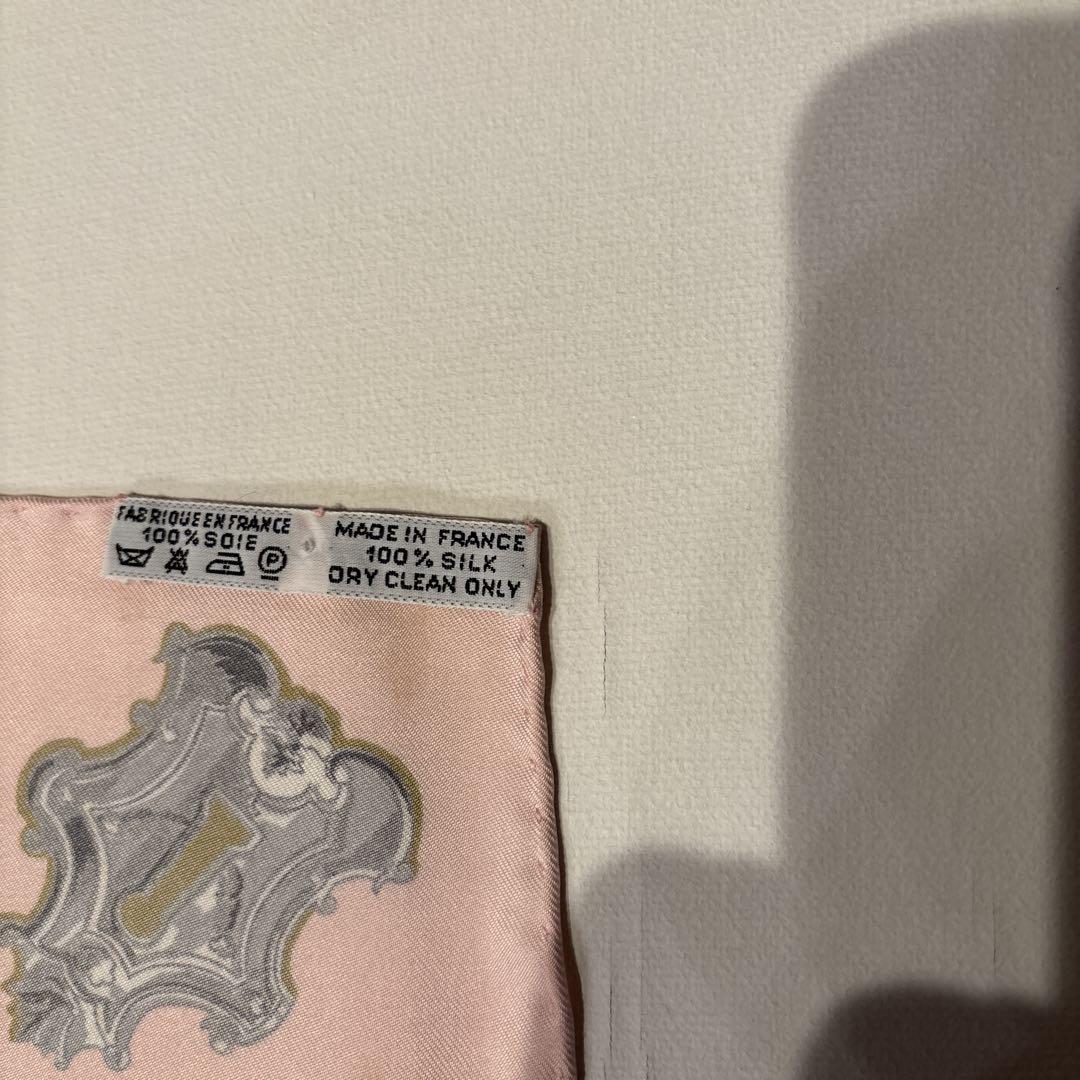 FABRIQUE EN FRANCE
100% SOIE
P
MADE IN FRANCE
100% SILK
DRY CLEAN ONLY